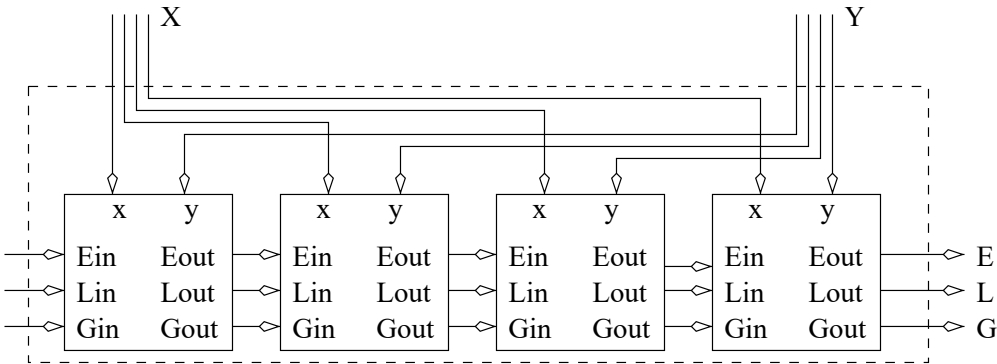 X Y
x y x y x y x y
Ein Eout Ein Eout Ein Eout Ein Eout E
Lin Lout Lin Lout Lin Lout Lin Lout L
Gin Gout Gin Gout Gin Gout Gin Gout G